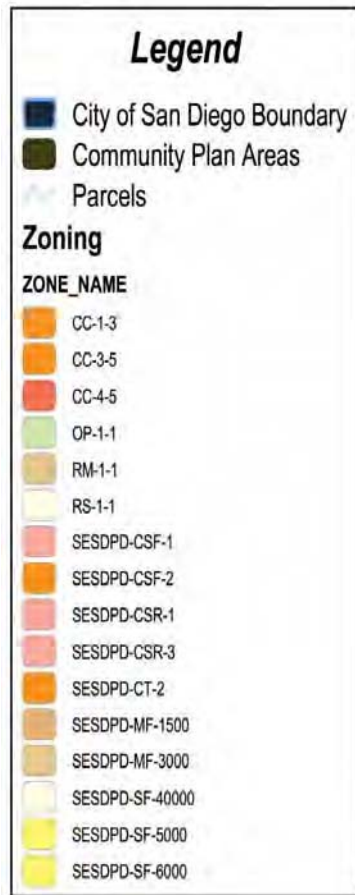 Legend
City of San Diego Boundary
Community Plan Areas
Parcels
Zoning
ZONE_NAME
CC-1-3
CC-3-5
CC-4-5
OP-1-1
RM-1-1
RS-1-1
SESDPD-CSF-1
SESDPD-CSF-2
SESDPD-CSR-1
SESDPD-CSR-3
SESDPD-CT-2
SESDPD-MF-1500
SESDPD-MF-3000
SESDPD-SF-40000
SESDPD-SF-5000
SESDPD-SF-6000